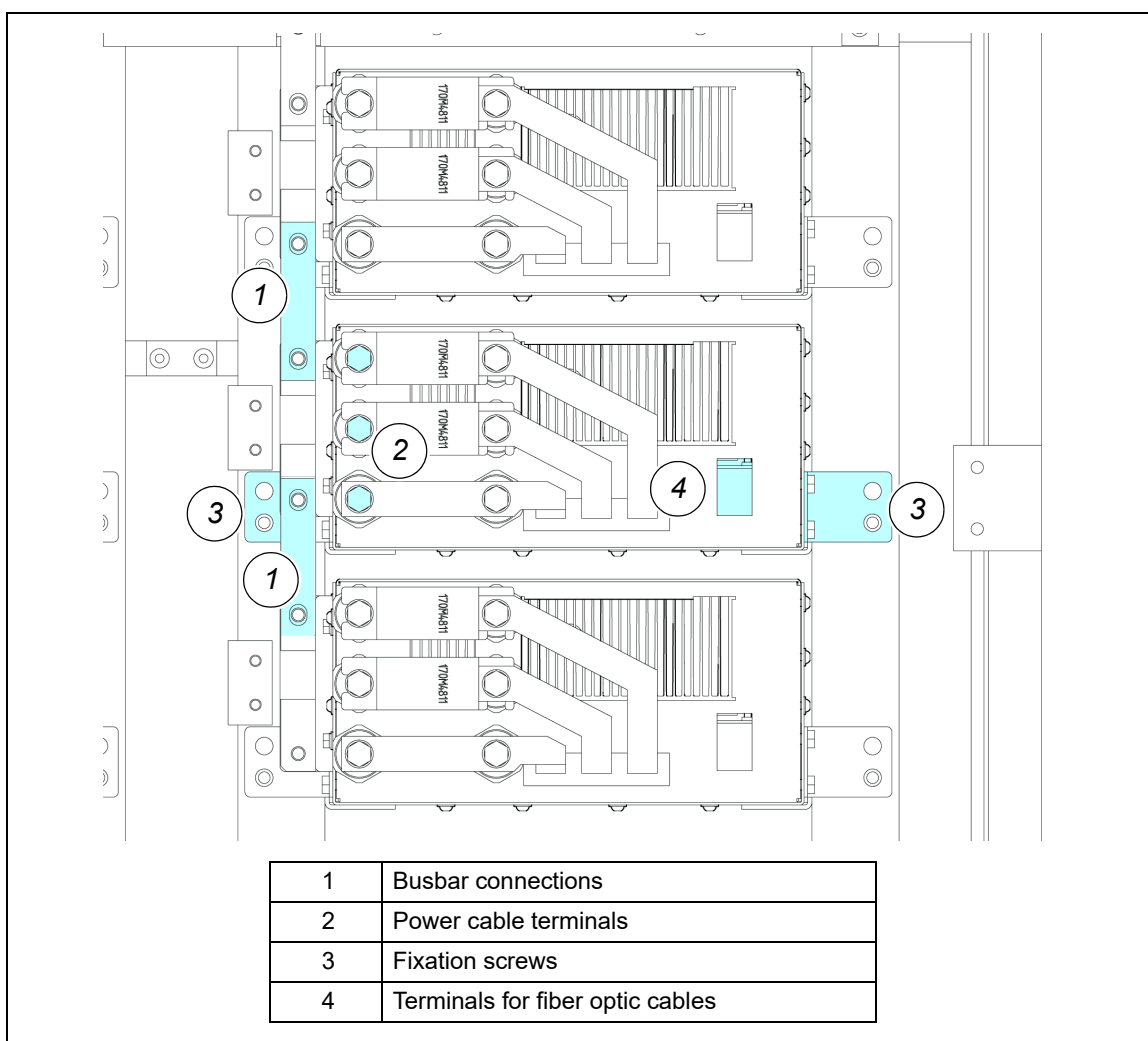 170M4811
170M4811
1
170M4811
170M4811
2
4
3
3
1
170M4811
170M4811
1 Busbar connections
2 Power cable terminals
3 Fixation screws
4 Terminals for fiber optic cables